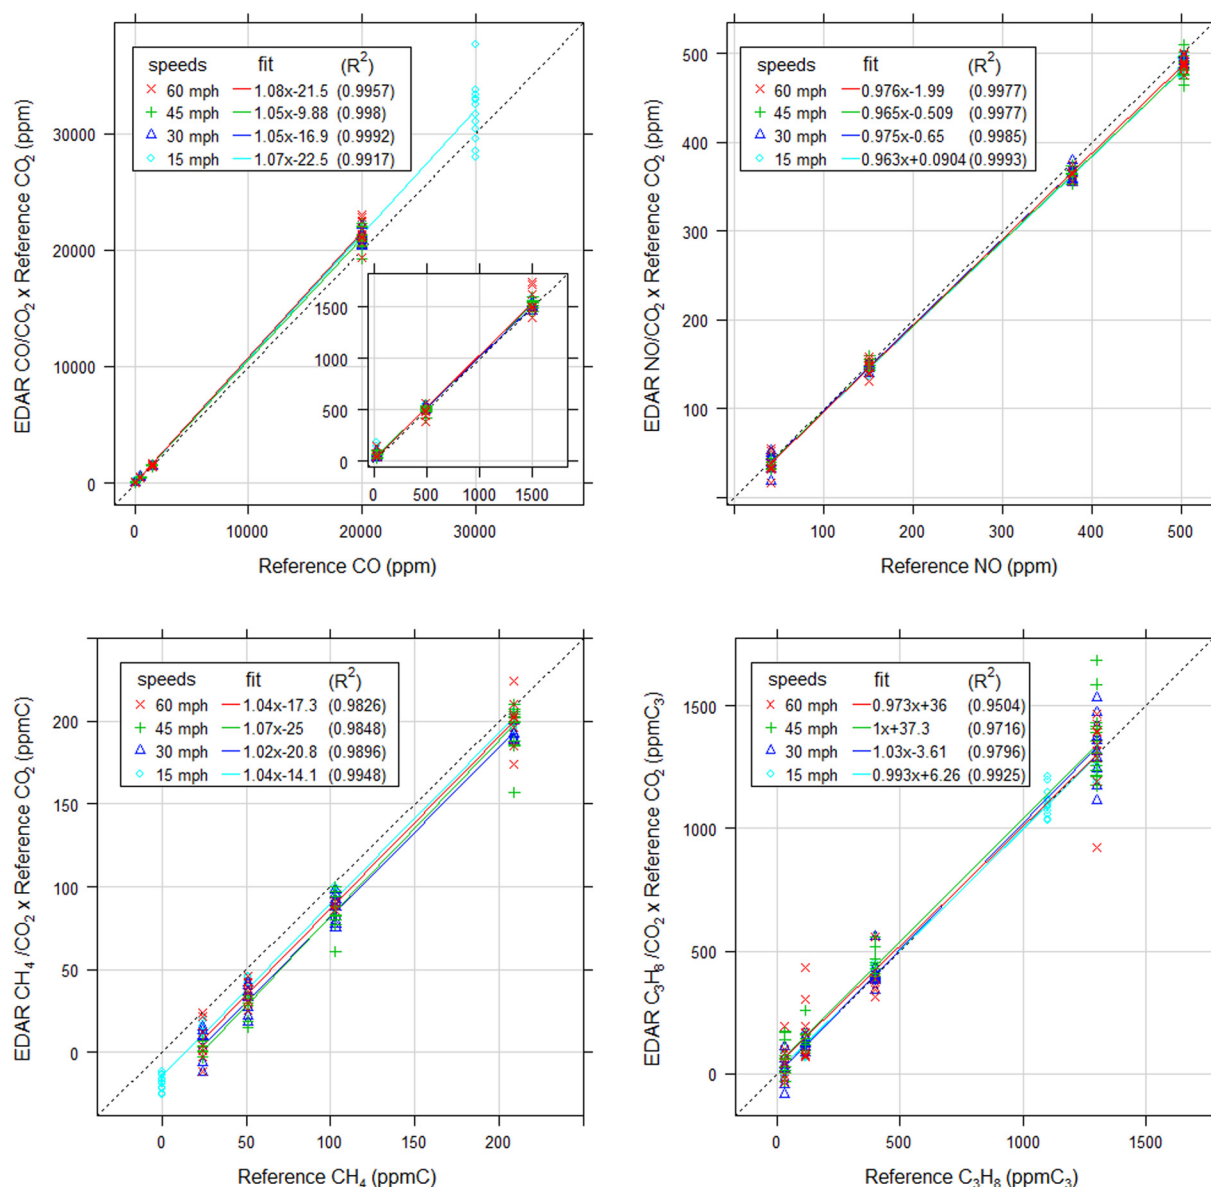 speeds fit (R²)
60 mph 1.08x-21.5 (0.9957)
45 mph 1.05x-9.88 (0.998)
30 mph 1.05x-16.9 (0.9992)
15 mph 1.07x-22.5 (0.9917)
EDAR CO/CO₂ x Reference CO₂ (ppm)
30000
20000
10000
0
1500
1000
500
0
0 500 1000 1500
0 10000 20000 30000
Reference CO (ppm)
speeds fit (R²)
60 mph 0.976x-1.99 (0.9977)
45 mph 0.965x-0.509 (0.9977)
30 mph 0.975x-0.65 (0.9985)
15 mph 0.963x+0.0904 (0.9993)
EDAR NO/CO₂ x Reference CO₂ (ppm)
500
400
300
200
100
100 200 300 400 500
Reference NO (ppm)
speeds fit (R²)
60 mph 1.04x-17.3 (0.9826)
45 mph 1.07x-25 (0.9848)
30 mph 1.02x-20.8 (0.9896)
15 mph 1.04x-14.1 (0.9948)
EDAR CH₄ /CO₂ x Reference CO₂ (ppmC)
200
150
100
50
0
0 50 100 150 200
Reference CH₄ (ppmC)
speeds fit (R²)
60 mph 0.973x+36 (0.9504)
45 mph 1x+37.3 (0.9716)
30 mph 1.03x-3.61 (0.9796)
15 mph 0.993x+6.26 (0.9925)
EDAR C₃H₈ /CO₂ x Reference CO₂ (ppmC₃)
1500
1000
500
0
0 500 1000 1500
Reference C₃H₈ (ppmC₃)